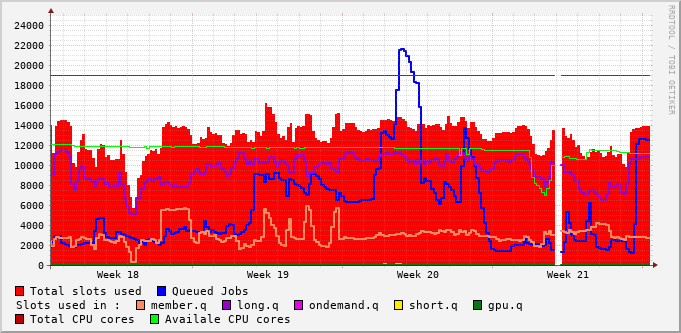 RRDTOOL / TOBI OETIKER
24000
22000
20000
18000
16000
14000
12000
10000
8000
6000
4000
2000
0
Week 18 Week 19 Week 20 Week 21
Total slots used Queued Jobs
Slots used in : member.q long.q ondemand.q short.q gpu.q
Total CPU cores Availale CPU cores